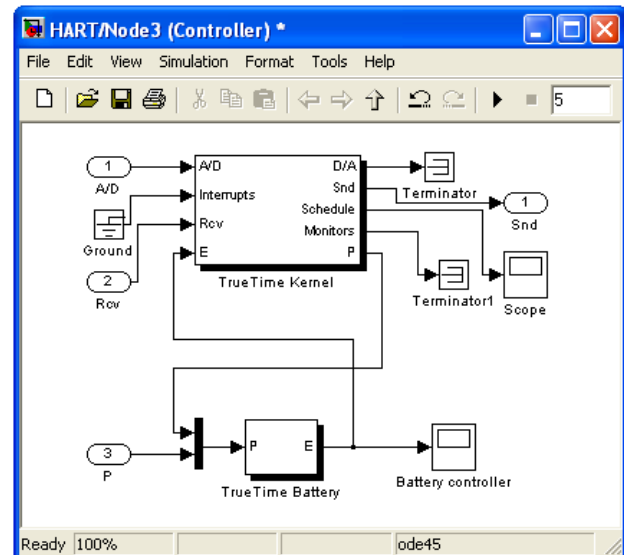 HART/Node3 (Controller) *
File Edit View Simulation Format Tools Help
5
1
A/D
Ground
2
Rcv
A/D
Interrupts
Rcv
E
D/A
Snd
Schedule
Monitors
P
TrueTime Kernel
Terminator
1
Snd
Terminator1
Scope
3
P
P
E
TrueTime Battery
Battery controller
Ready 100% ode45